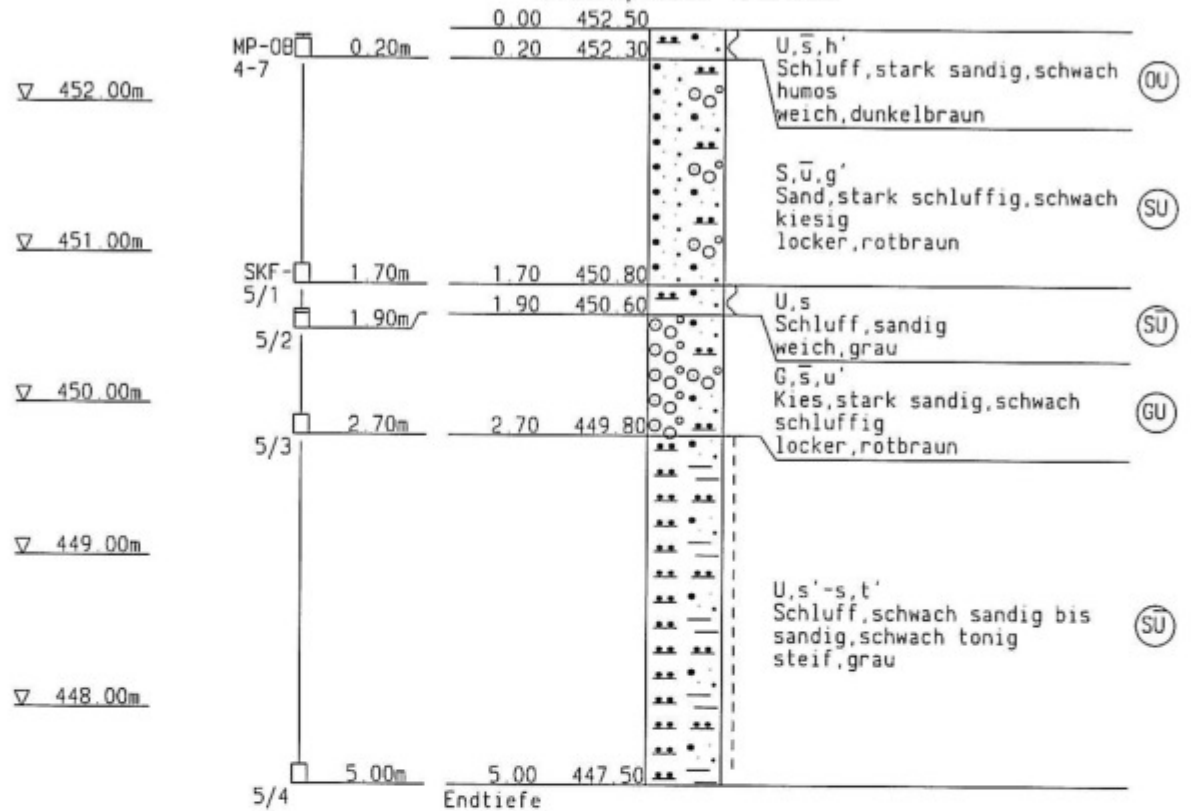 0.00 452.50
MP-OB 0.20m 0.20 452.30 U,s̅,h'
4-7 Schluff,stark sandig,schwach
humos
weich,dunkelbraun
OU
▽ 452.00m
S,u̅,g'
Sand,stark schluffig,schwach
kiesig
locker,rotbraun
SU
▽ 451.00m
SKF- 1.70m 1.70 450.80
5/1
1.90m 1.90 450.60 U,s
5/2 Schluff,sandig
weich,grau
SU̅
▽ 450.00m
G,s̅,u'
Kies,stark sandig,schwach
schluffig
locker,rotbraun
GU
2.70m 2.70 449.80
5/3
▽ 449.00m
U,s'-s,t'
Schluff,schwach sandig bis
sandig,schwach tonig
steif,grau
SU̅
▽ 448.00m
5.00m 5.00 447.50
5/4 Endtiefe